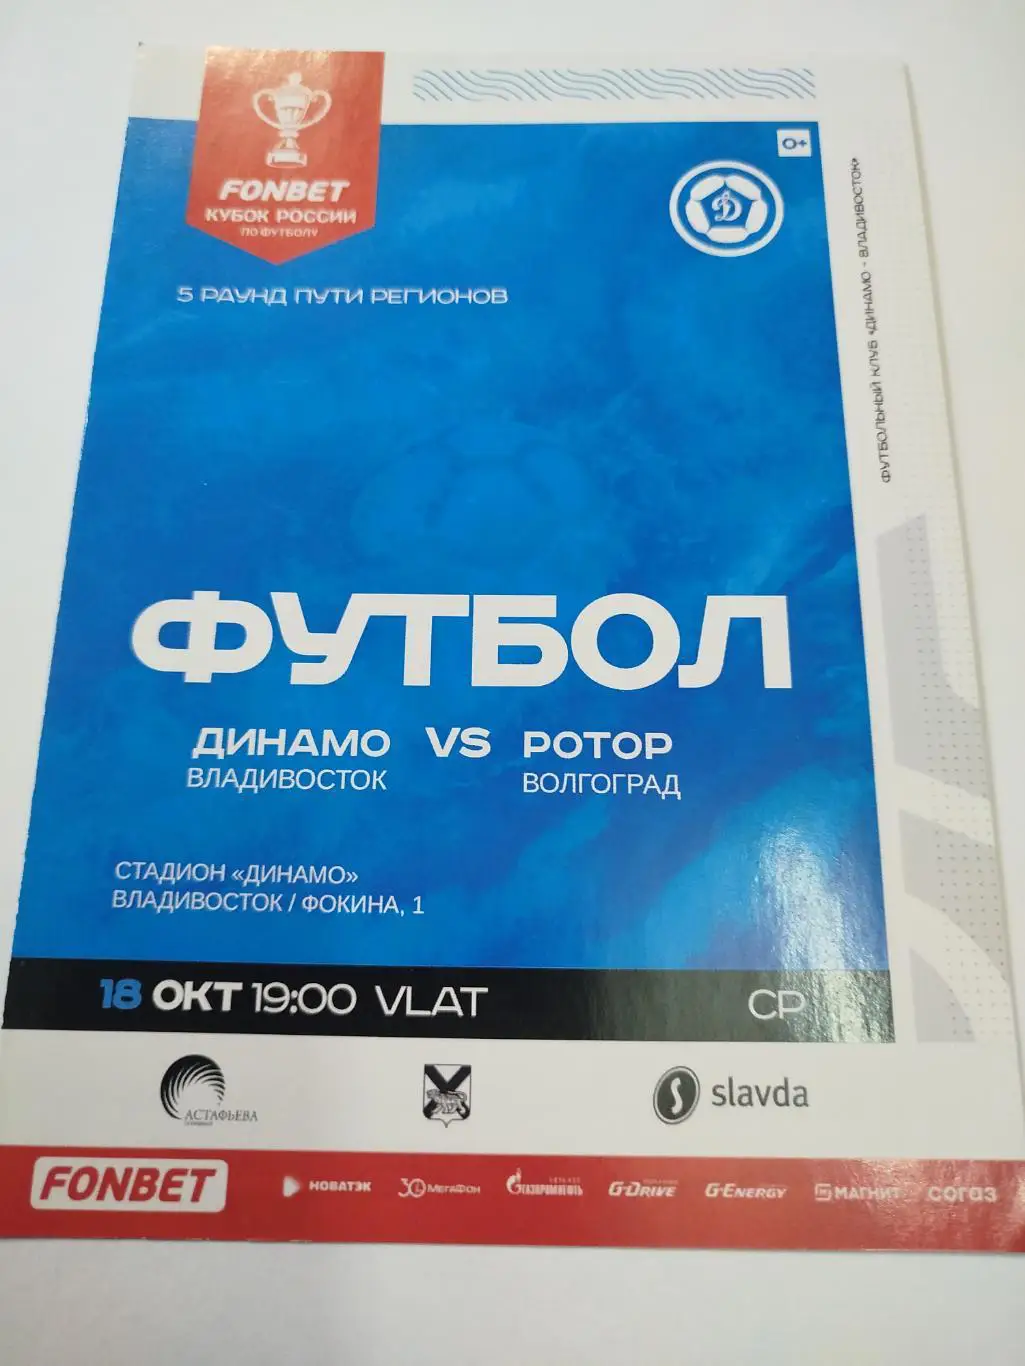 FONBET
КУБОК РОССИИ
ПО ФУТБОЛУ
0+
Д
5 РАУНД ПУТИ РЕГИОНОВ
ФУТБОЛЬНЫЙ КЛУБ «ДИНАМО - ВЛАДИВОСТОК»
ФУТБОЛ
ДИНАМО VS РОТОР
ВЛАДИВОСТОК ВОЛГОГРАД
СТАДИОН «ДИНАМО»
ВЛАДИВОСТОК / ФОКИНА, 1
18 ОКТ 19:00 VLAT СР
АСТАФЬЕВА
slavda
FONBET НОВАТЭК 30 МЕГАФОН ГАЗПРОМНЕФТЬ G-DRIVE G-ENERGY МАГНИТ СОГАЗ